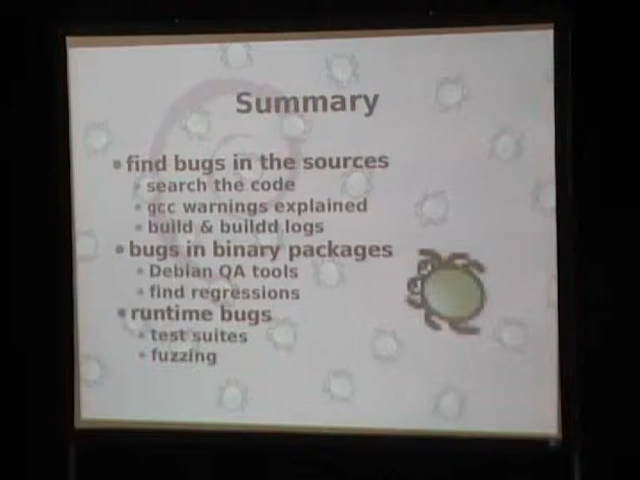 Summary
find bugs in the sources
search the code
gcc warnings explained
build & buildd logs
bugs in binary packages
Debian QA tools
find regressions
runtime bugs
test suites
fuzzing